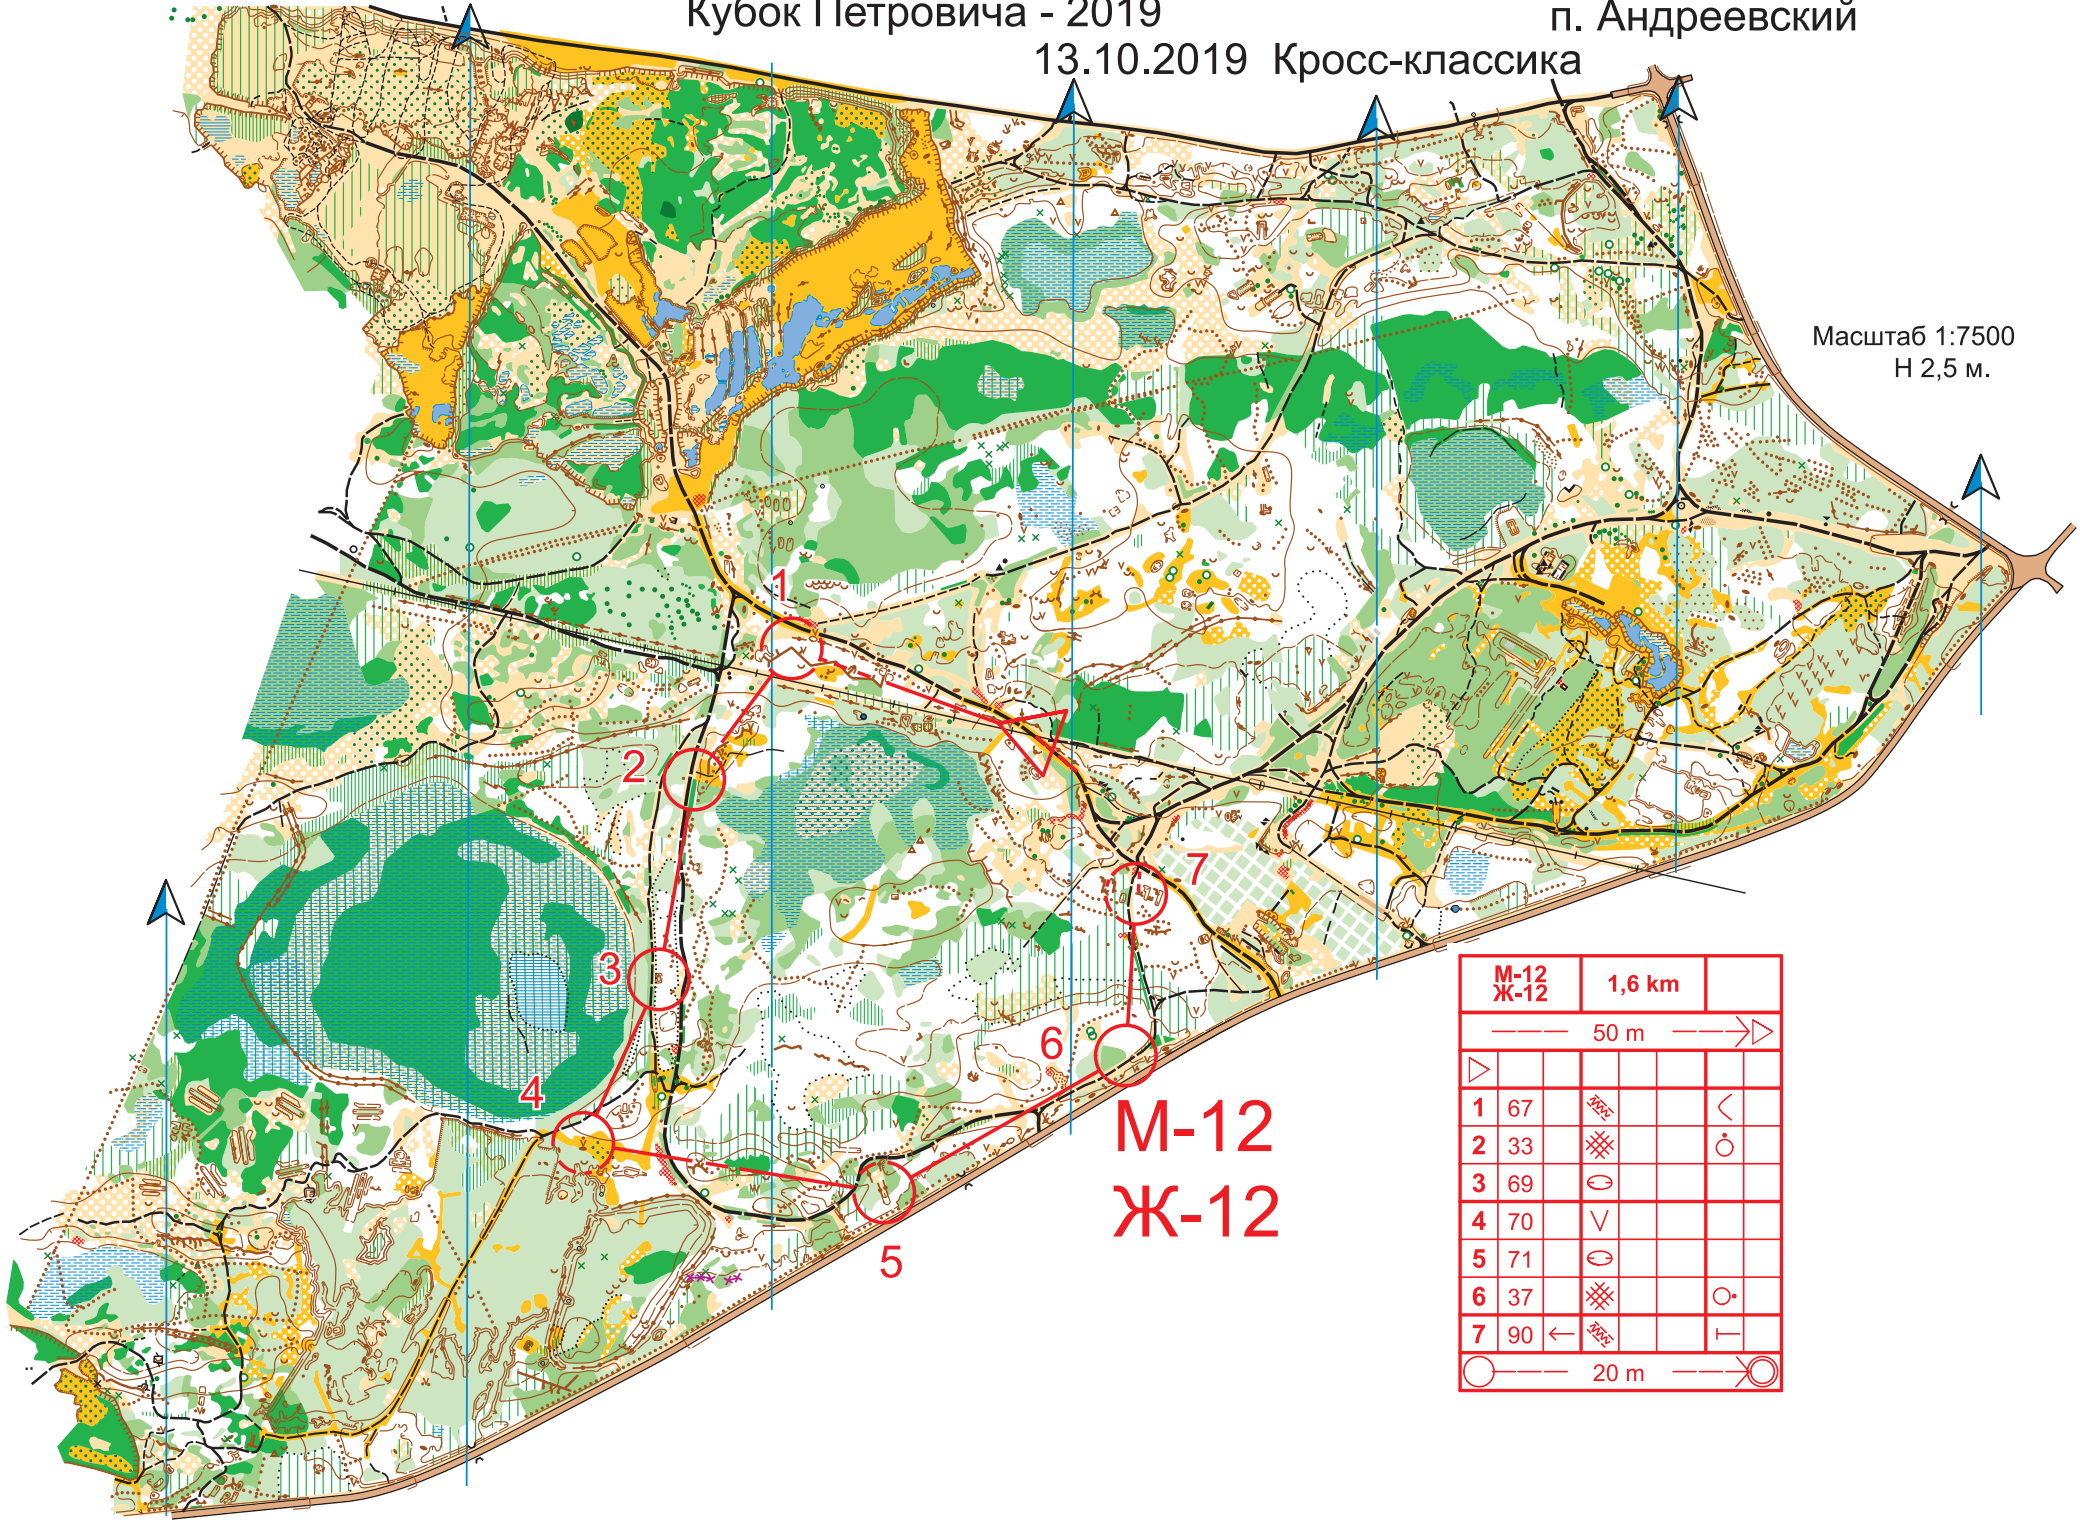 Кубок Петровича - 2019
п. Андреевский
13.10.2019 Кросс-классика
Масштаб 1:7500
Н 2,5 м.
1
2
3
4
5
6
7
М-12
Ж-12
М-12
Ж-12
1,6 km
50 m
1 67
2 33
3 69
4 70
5 71
6 37
7 90
20 m